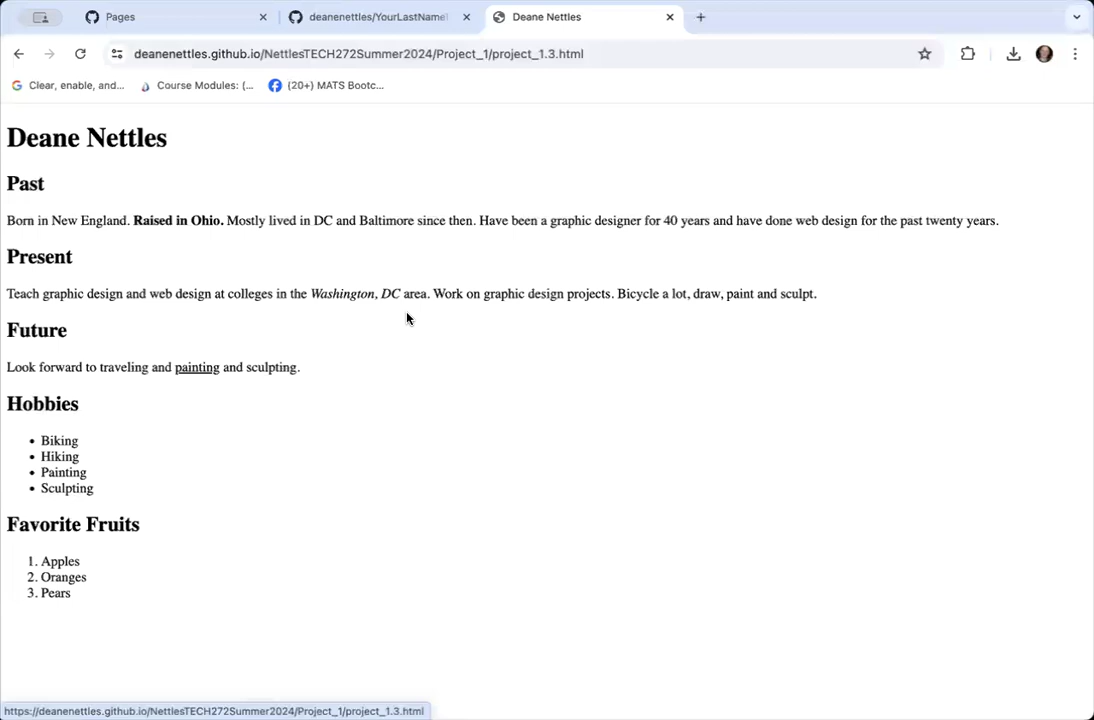 Pages
deanenettles/YourLastName
Deane Nettles
deanenettles.github.io/NettlesTECH272Summer2024/Project_1/project_1.3.html
Clear, enable, and...
Course Modules: (...
(20+) MATS Bootc...
Deane Nettles
Past
Born in New England. Raised in Ohio. Mostly lived in DC and Baltimore since then. Have been a graphic designer for 40 years and have done web design for the past twenty years.
Present
Teach graphic design and web design at colleges in the Washington, DC area. Work on graphic design projects. Bicycle a lot, draw, paint and sculpt.
Future
Look forward to traveling and painting and sculpting.
Hobbies
• Biking
• Hiking
• Painting
• Sculpting
Favorite Fruits
1. Apples
2. Oranges
3. Pears
https://deanenettles.github.io/NettlesTECH272Summer2024/Project_1/project_1.3.html